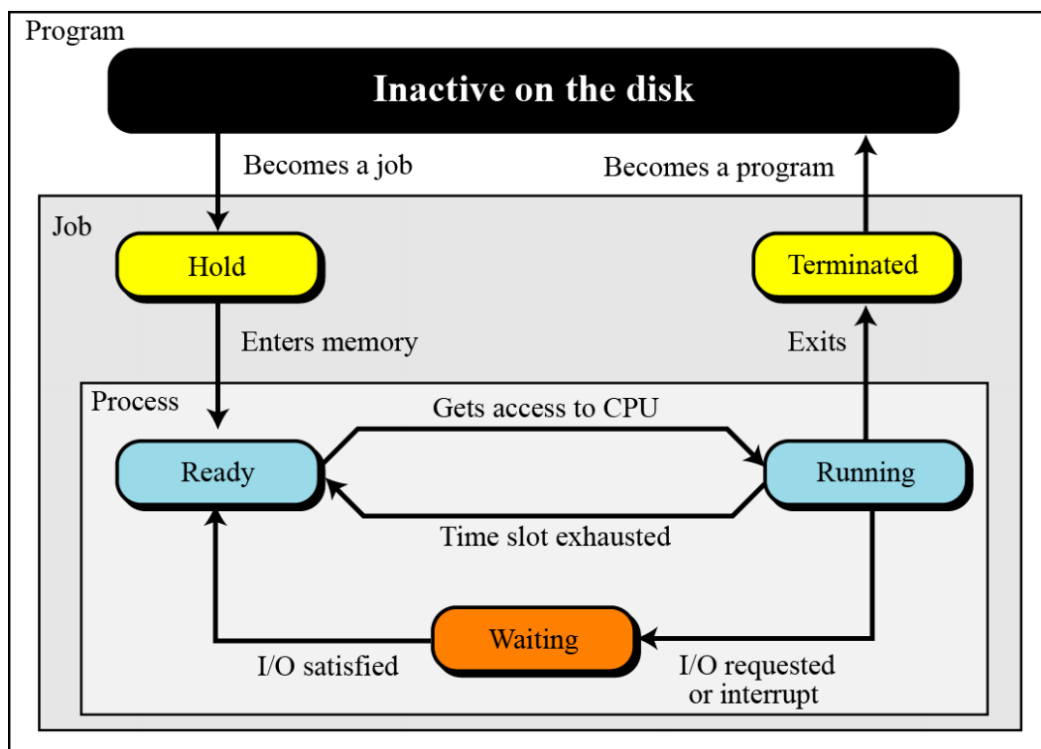 Program
Inactive on the disk
Becomes a job
Becomes a program
Job
Hold
Terminated
Enters memory
Exits
Process
Gets access to CPU
Ready
Running
Time slot exhausted
Waiting
I/O satisfied
I/O requested
or interrupt